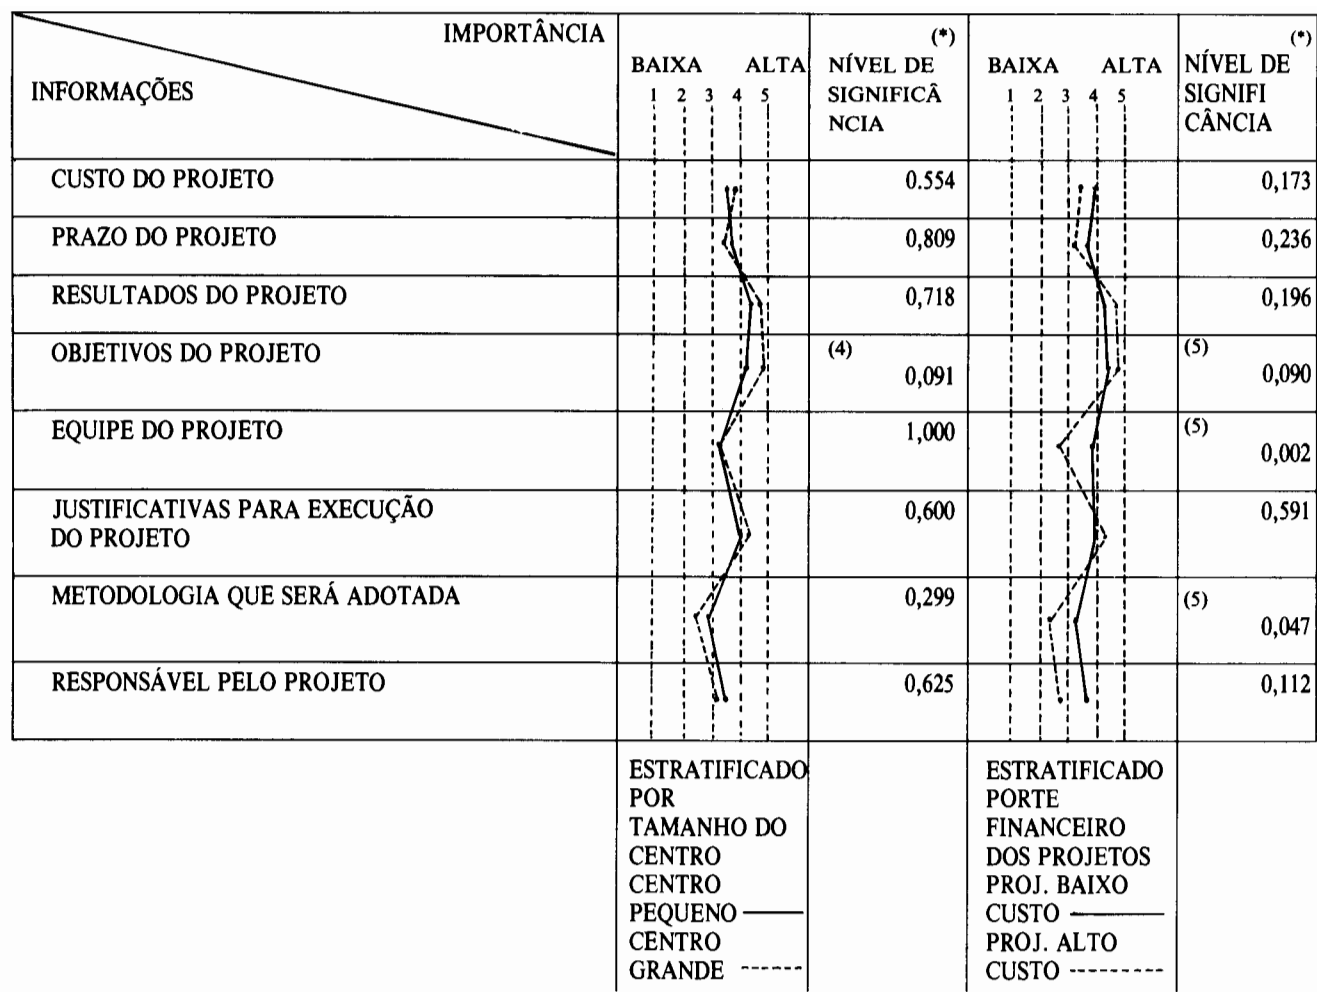 IMPORTÂNCIA
INFORMAÇÕES
BAIXA ALTA
1 2 3 4 5
(*)
NÍVEL DE
SIGNIFICÂ
NCIA
BAIXA ALTA
1 2 3 4 5
(*)
NÍVEL DE
SIGNIFI
CÂNCIA
CUSTO DO PROJETO 0.554 0,173
PRAZO DO PROJETO 0,809 0,236
RESULTADOS DO PROJETO 0,718 0,196
OBJETIVOS DO PROJETO (4) 0,091 (5) 0,090
EQUIPE DO PROJETO 1,000 (5) 0,002
JUSTIFICATIVAS PARA EXECUÇÃO
DO PROJETO 0,600 0,591
METODOLOGIA QUE SERÁ ADOTADA 0,299 (5) 0,047
RESPONSÁVEL PELO PROJETO 0,625 0,112
ESTRATIFICADO
POR
TAMANHO DO
CENTRO
CENTRO
PEQUENO
CENTRO
GRANDE
ESTRATIFICADO
PORTE
FINANCEIRO
DOS PROJETOS
PROJ. BAIXO
CUSTO
PROJ. ALTO
CUSTO